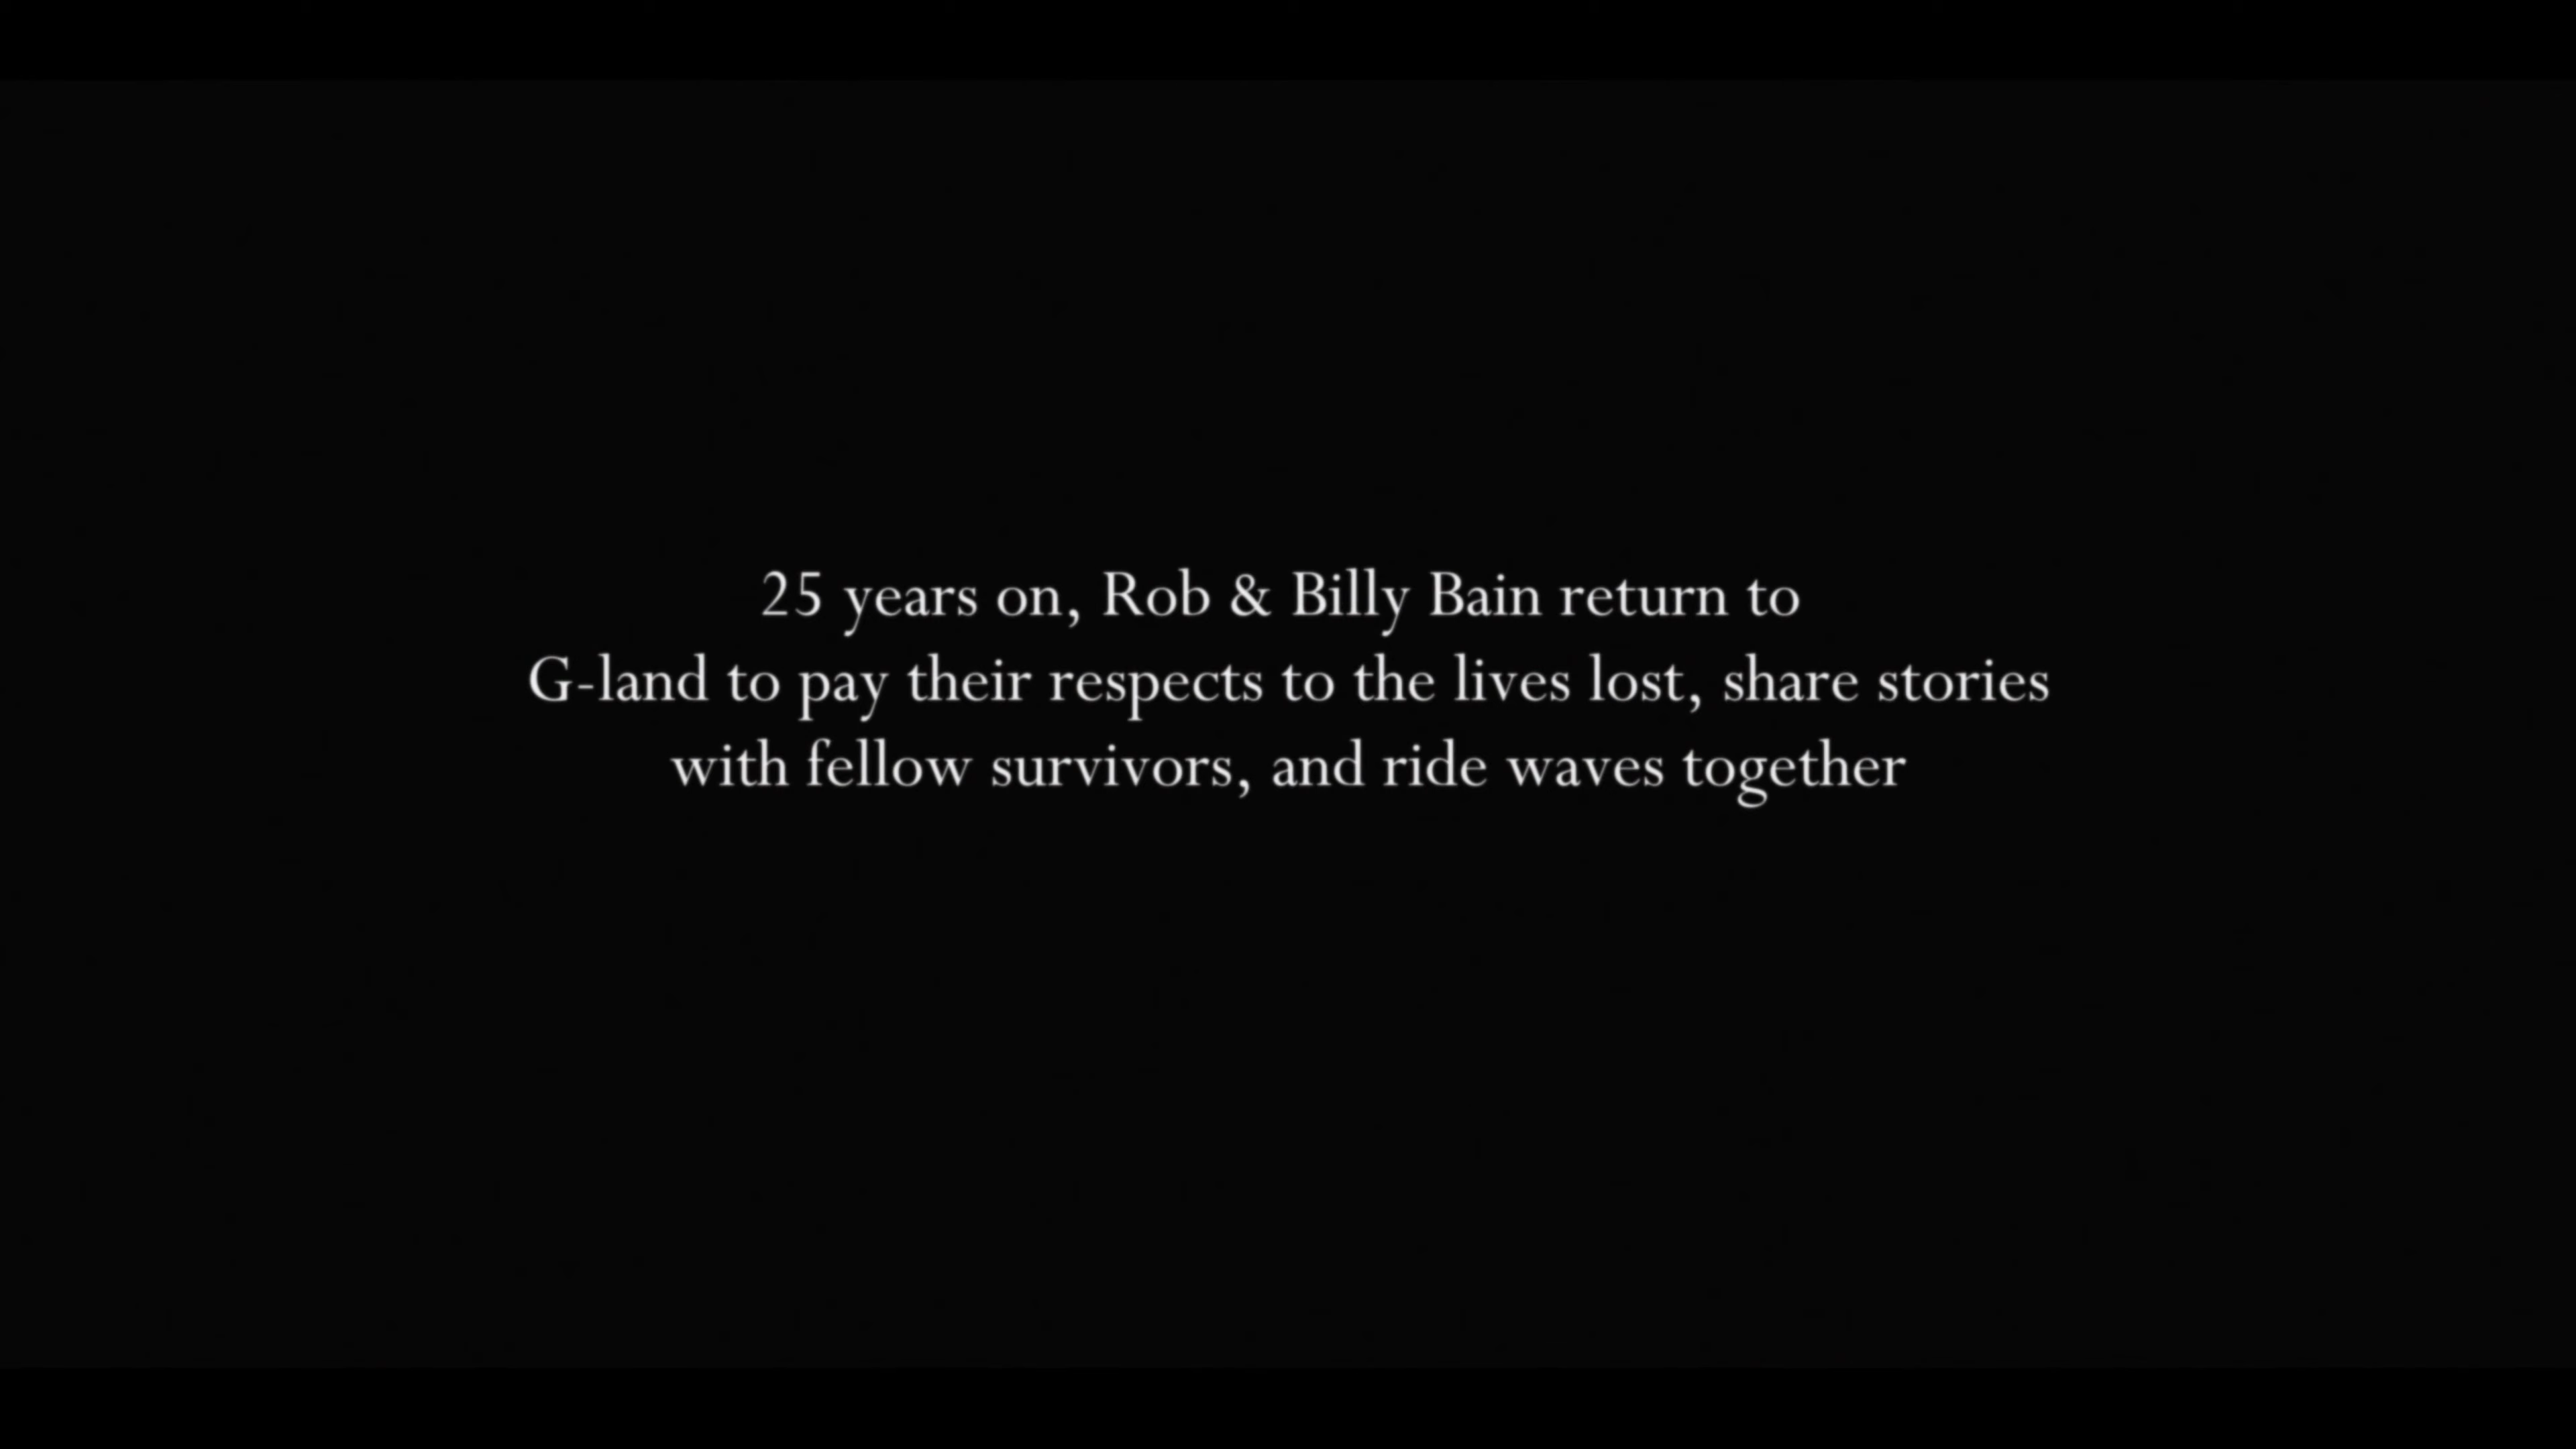 25 years on, Rob & Billy Bain return to
G-land to pay their respects to the lives lost, share stories
with fellow survivors, and ride waves together